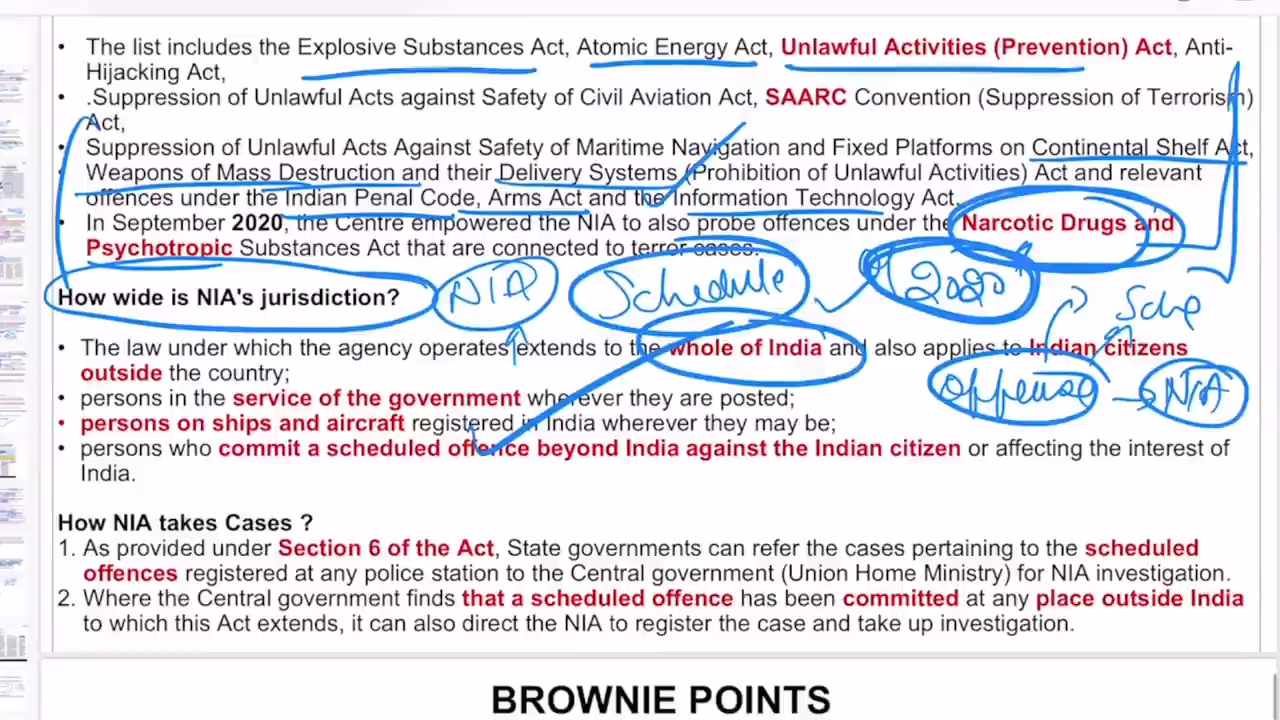 • The list includes the Explosive Substances Act, Atomic Energy Act, Unlawful Activities (Prevention) Act, Anti-
Hijacking Act,
• .Suppression of Unlawful Acts against Safety of Civil Aviation Act, SAARC Convention (Suppression of Terrorism)
Act,
Suppression of Unlawful Acts Against Safety of Maritime Navigation and Fixed Platforms on Continental Shelf Act,
• Weapons of Mass Destruction and their Delivery Systems (Prohibition of Unlawful Activities) Act and relevant
offences under the Indian Penal Code, Arms Act and the Information Technology Act.
• In September 2020, the Centre empowered the NIA to also probe offences under the Narcotic Drugs and
Psychotropic Substances Act that are connected to terror cases.
How wide is NIA's jurisdiction? NIA Schedule 2020
Sche
• The law under which the agency operates extends to the whole of India and also applies to Indian citizens
outside the country;
offense → NIA
• persons in the service of the government wherever they are posted;
• persons on ships and aircraft registered in India wherever they may be;
• persons who commit a scheduled offence beyond India against the Indian citizen or affecting the interest of
India.
How NIA takes Cases ?
1. As provided under Section 6 of the Act, State governments can refer the cases pertaining to the scheduled
offences registered at any police station to the Central government (Union Home Ministry) for NIA investigation.
2. Where the Central government finds that a scheduled offence has been committed at any place outside India
to which this Act extends, it can also direct the NIA to register the case and take up investigation.
BROWNIE POINTS